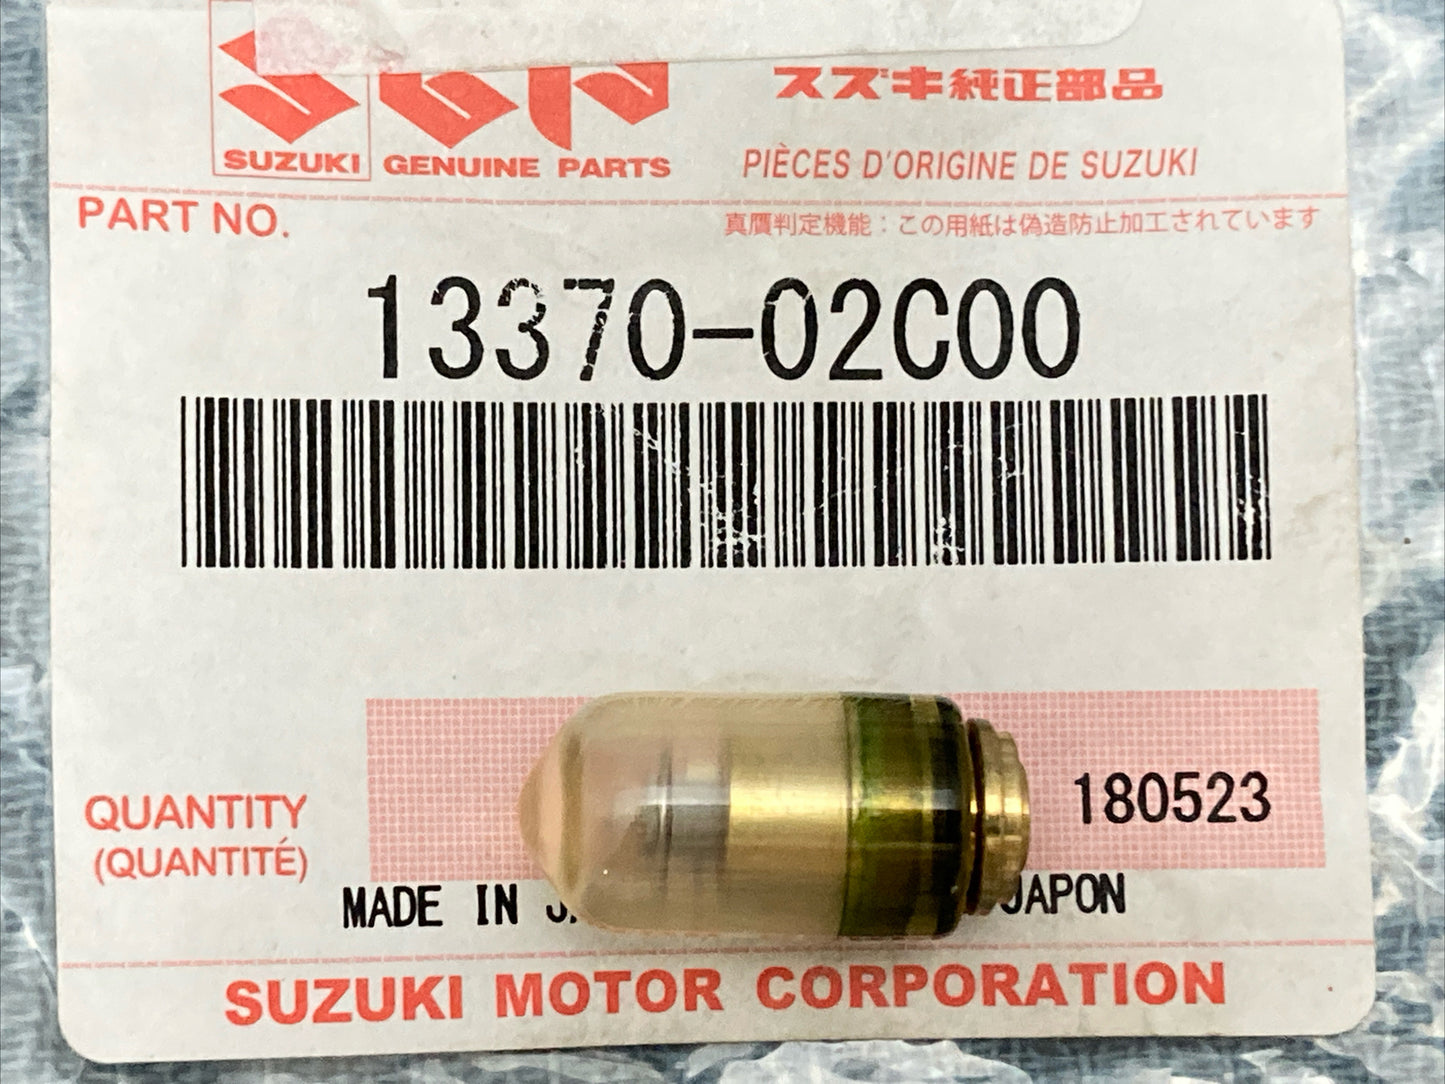 スズキ純正部品
SUZUKI GENUINE PARTS
PIÈCES D'ORIGINE DE SUZUKI
PART NO.
真贋判定機能：この用紙は偽造防止加工されています
13370-02C00
180523
QUANTITY
(QUANTITÉ)
MADE IN JAPON
SUZUKI MOTOR CORPORATION